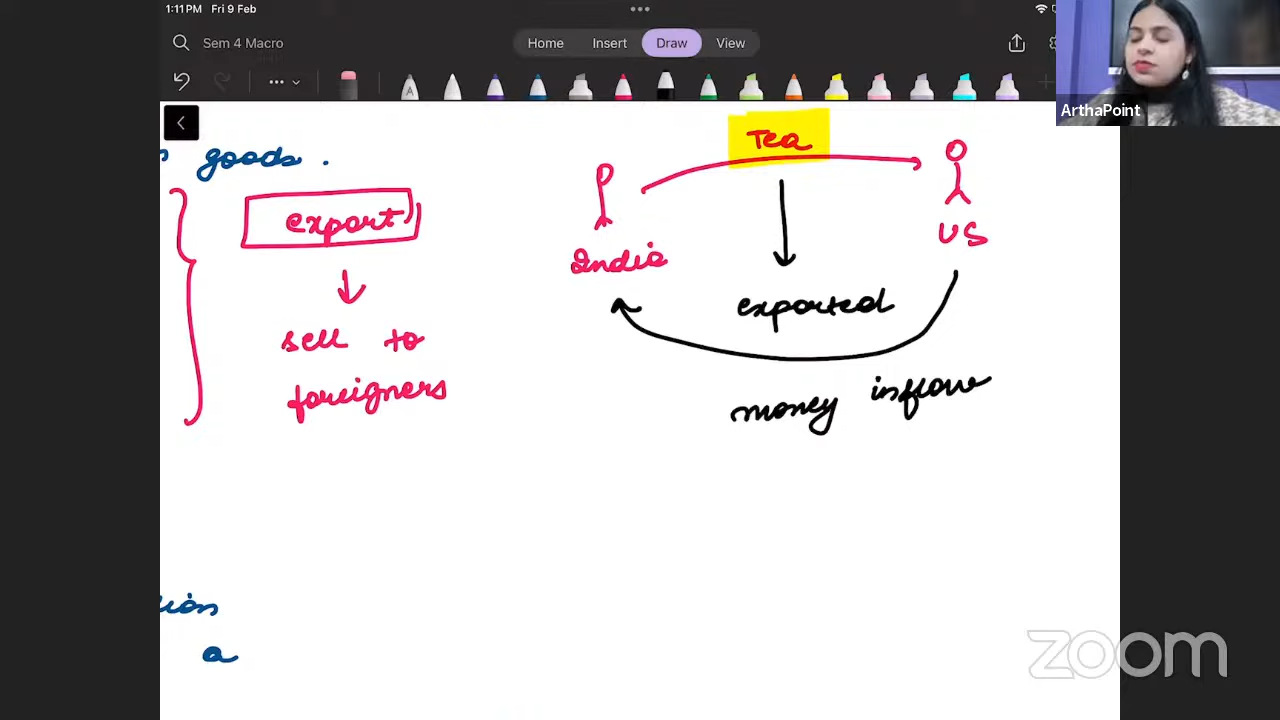 1:11 PM Fri 9 Feb
Sem 4 Macro
Home Insert Draw View
A
ArthaPoint
goods.
export
sell to
foreigners
Tea
India
US
exported
money inflow
a
zoom